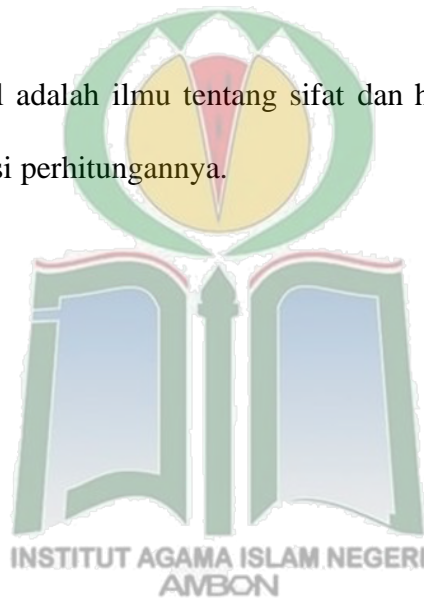 adalah ilmu tentang sifat dan
si perhitungannya.
INSTITUT AGAMA ISLAM NEGERI
AMBON